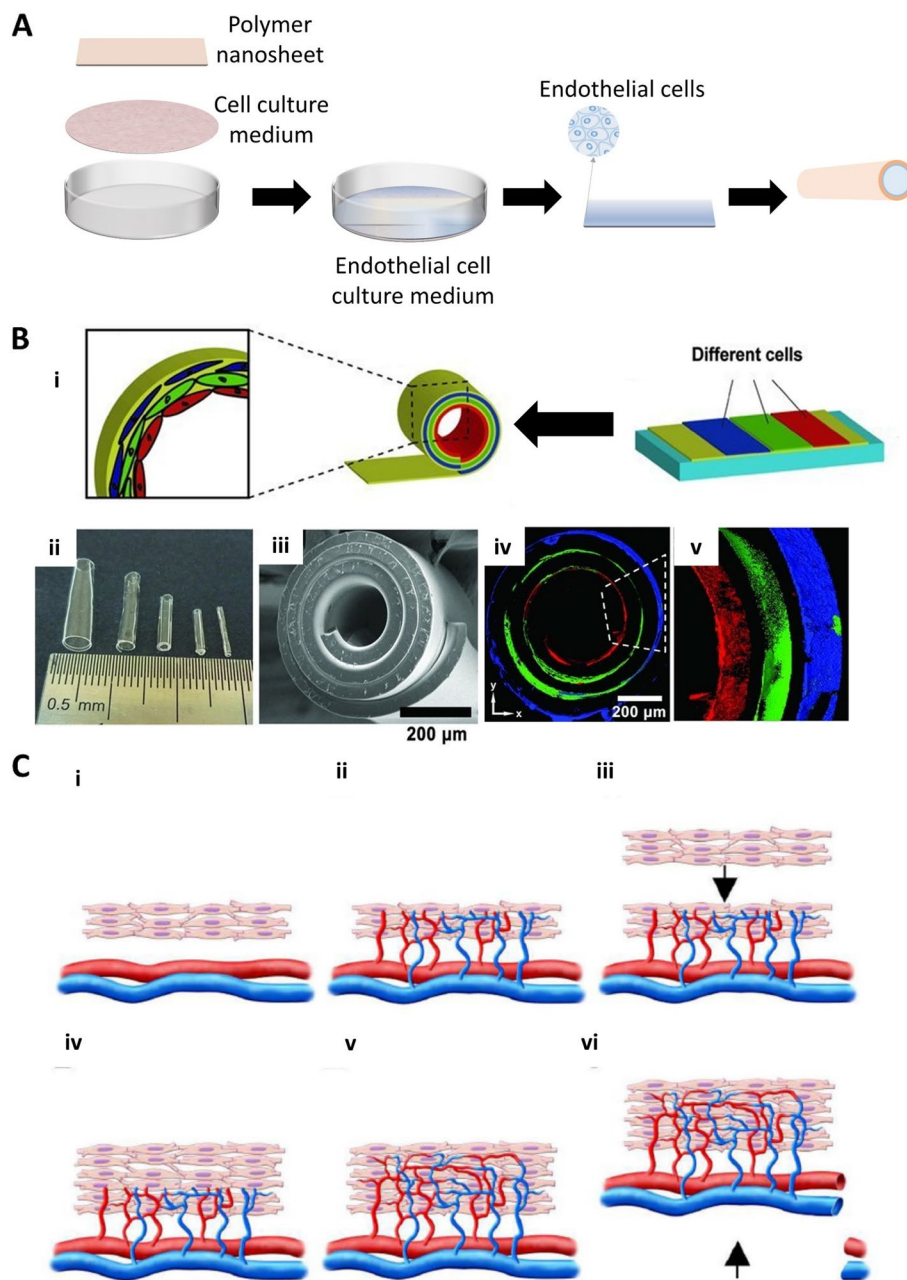 A
Polymer
nanosheet
Cell culture
medium
Endothelial cells
Endothelial cell
culture medium
B
i
Different cells
ii
iii
iv
v
0.5 mm
200 µm
y
x
200 µm
C
i
ii
iii
iv
v
vi